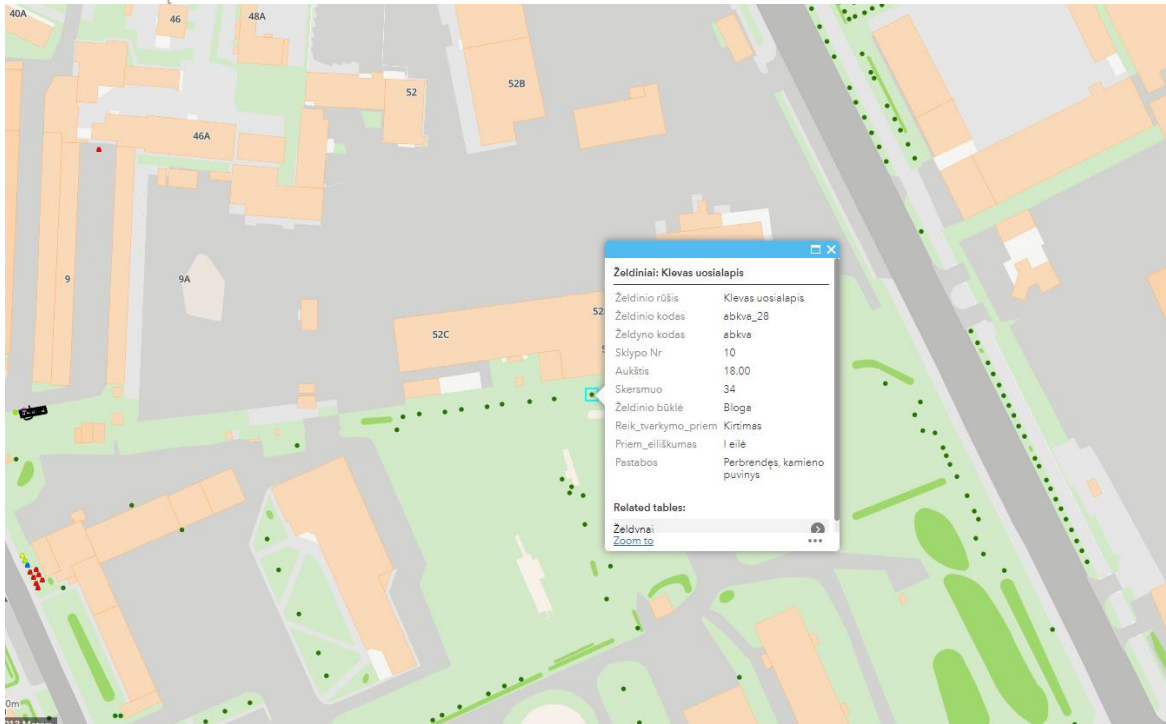 40A
46
48A
52
52B
46A
9
9A
52C
52
5
Želdiniai: Klevas uosialapis
Želdinio rūšis Klevas uosialapis
Želdinio kodas abkva_28
Želdyno kodas abkva
Sklypo Nr 10
Aukštis 18.00
Skersmuo 34
Želdinio būklė Bloga
Reik_tvarkymo_priem Kirtimas
Priem_eiliškumas I eilė
Pastabos Perbrendęs, kamieno
puvinys
Related tables:
Želdynai
Zoom to
0m